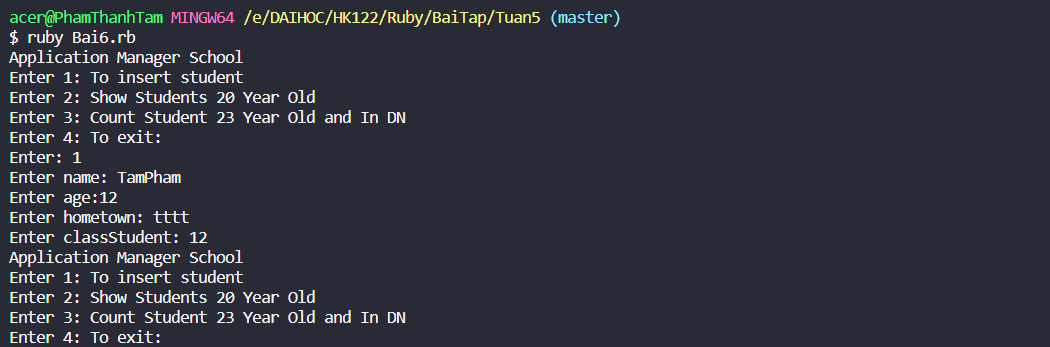 acer@PhamThanhTam MINGW64 /e/DAIHOC/HK122/Ruby/BaiTap/Tuan5 (master)
$ ruby Bai6.rb
Application Manager School
Enter 1: To insert student
Enter 2: Show Students 20 Year Old
Enter 3: Count Student 23 Year Old and In DN
Enter 4: To exit:
Enter: 1
Enter name: TamPham
Enter age:12
Enter hometown: tttt
Enter classStudent: 12
Application Manager School
Enter 1: To insert student
Enter 2: Show Students 20 Year Old
Enter 3: Count Student 23 Year Old and In DN
Enter 4: To exit: